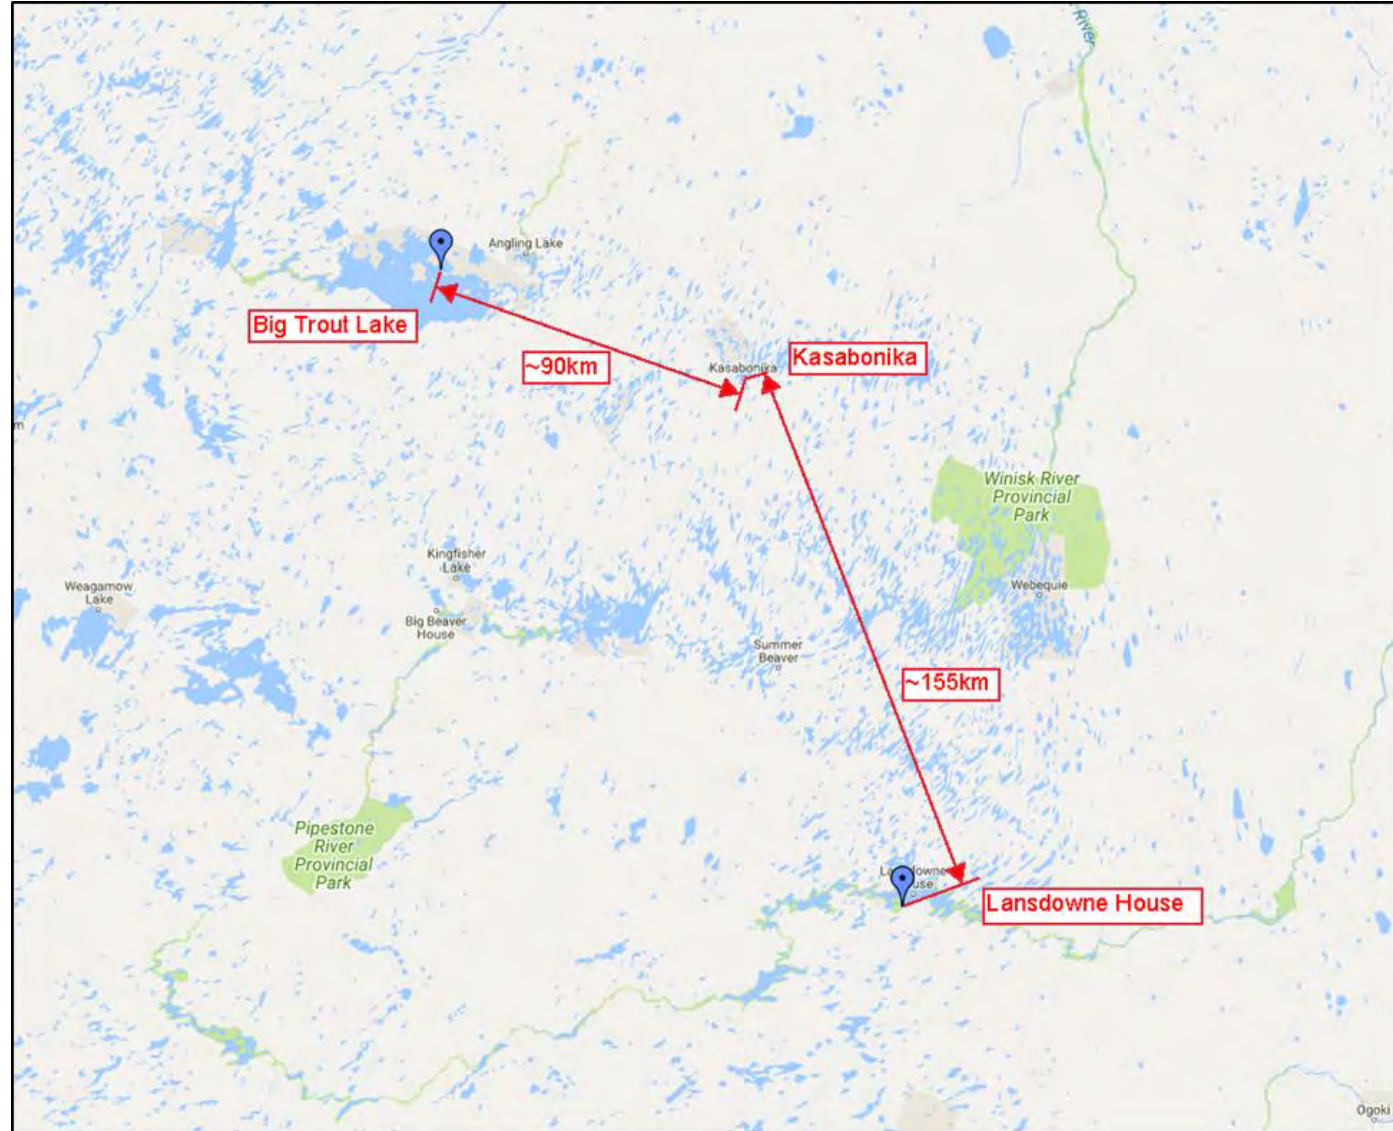 River
Angling Lake
Big Trout Lake
~90km
Kasabonika
Kasabonika
m
Winisk River
Provincial
Park
Kingfisher
Lake
Weagamow
Lake
Webequie
Big Beaver
House
Summer
Beaver
~155km
Pipestone
River
Provincial
Park
Lansdowne House
Ogoki